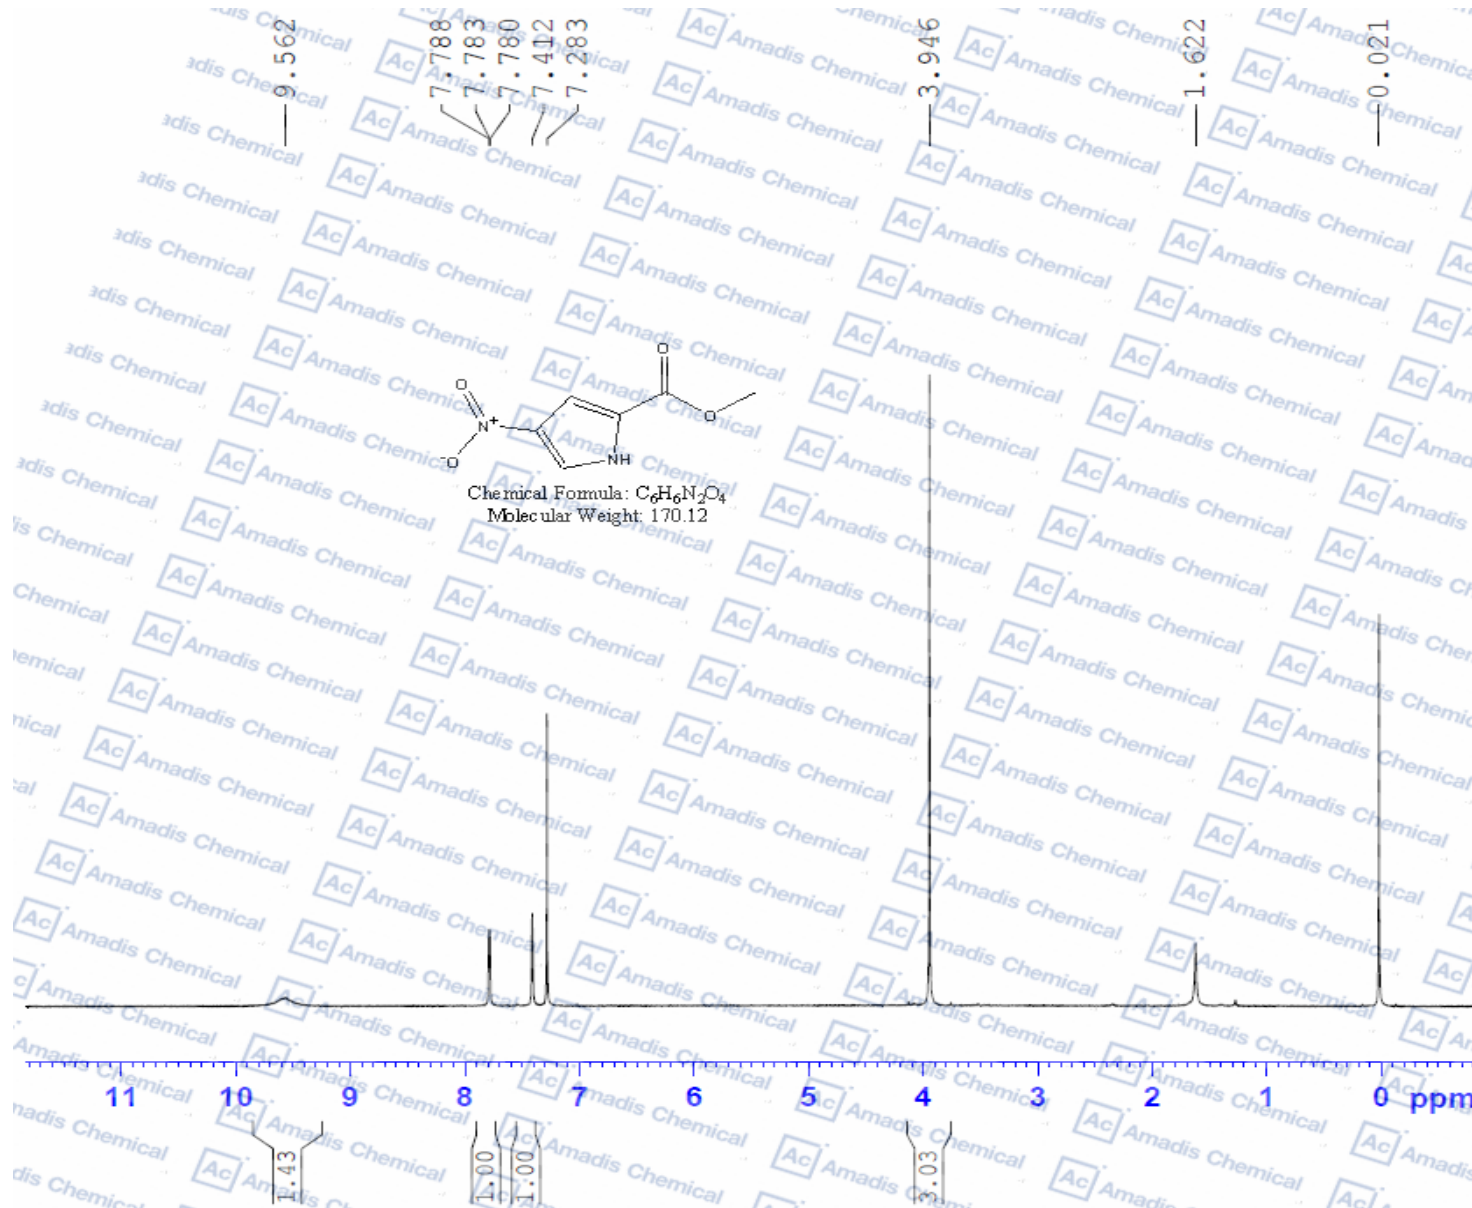 9.562
7.788
7.783
7.780
7.412
7.283
3.946
1.622
0.021
O
O
O
N+
-O
NH
Chemical Formula: C₆H₆N₂O₄
Molecular Weight: 170.12
11 10 9 8 7 6 5 4 3 2 1 0 ppm
1.43
1.00
1.00
3.03
Ac Amadis Chemical